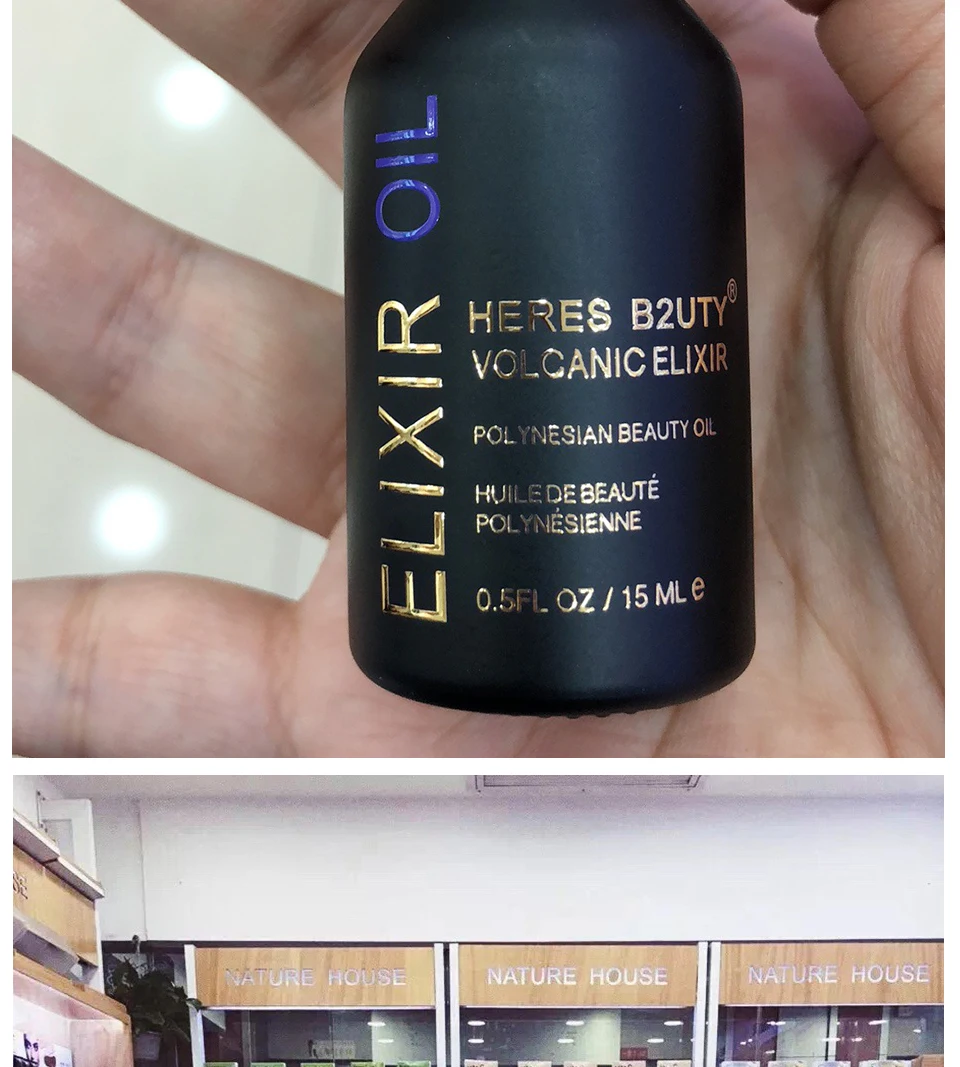 ELIXIR OIL
HERES B2UTY®
VOLCANIC ELIXIR
POLYNESIAN BEAUTY OIL
HUILE DE BEAUTÉ
POLYNÉSIENNE
0.5FL OZ / 15 ML e
NATURE HOUSE
NATURE HOUSE
NATURE HOUSE